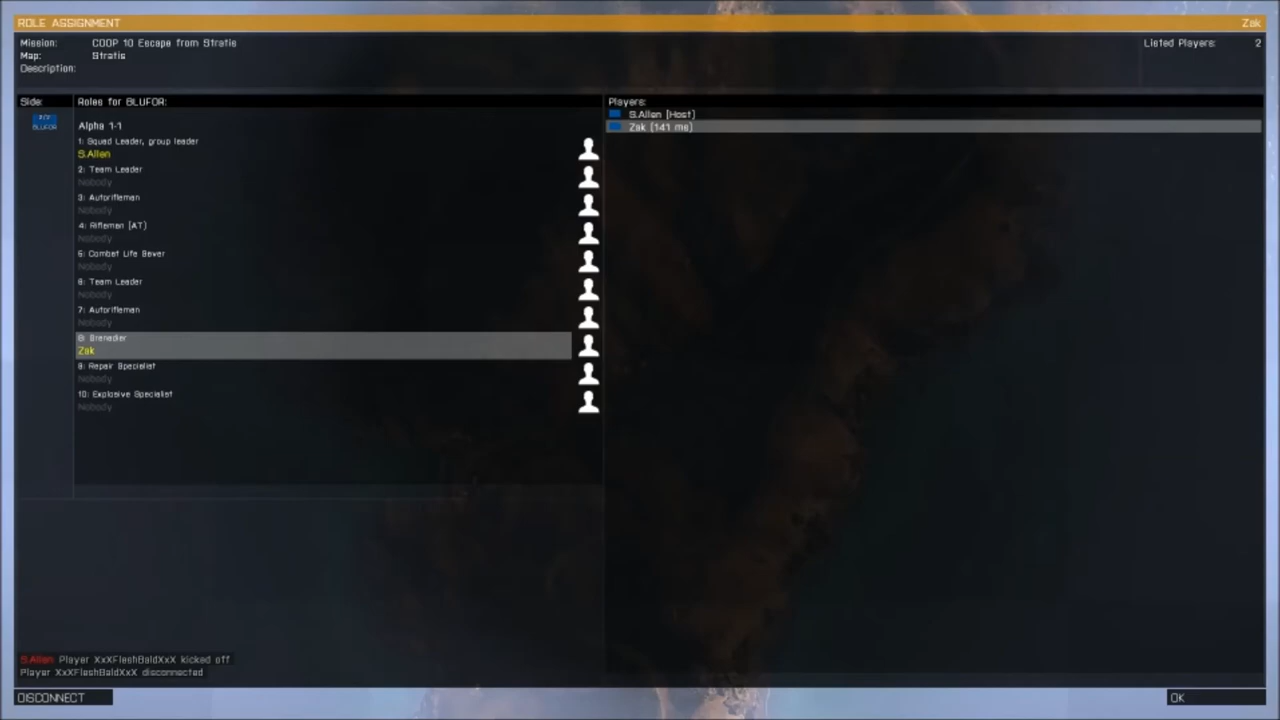 ROLE ASSIGNMENT
Zak
Mission: COOP 10 Escape from Stratis
Map: Stratis
Description:
Listed Players: 2
Side:
2/2
BLUFOR
Roles for BLUFOR:
Alpha 1-1
1: Squad Leader, group leader
S.Allen
2: Team Leader
Nobody
3: Autorifleman
Nobody
4: Rifleman (AT)
Nobody
5: Combat Life Saver
Nobody
6: Team Leader
Nobody
7: Autorifleman
Nobody
8: Grenadier
Zak
9: Repair Specialist
Nobody
10: Explosive Specialist
Nobody
Players:
S.Allen [Host]
Zak (141 ms)
S.Allen Player XxXFleshBaldXxX kicked off
Player XxXFleshBaldXxX disconnected
DISCONNECT
OK